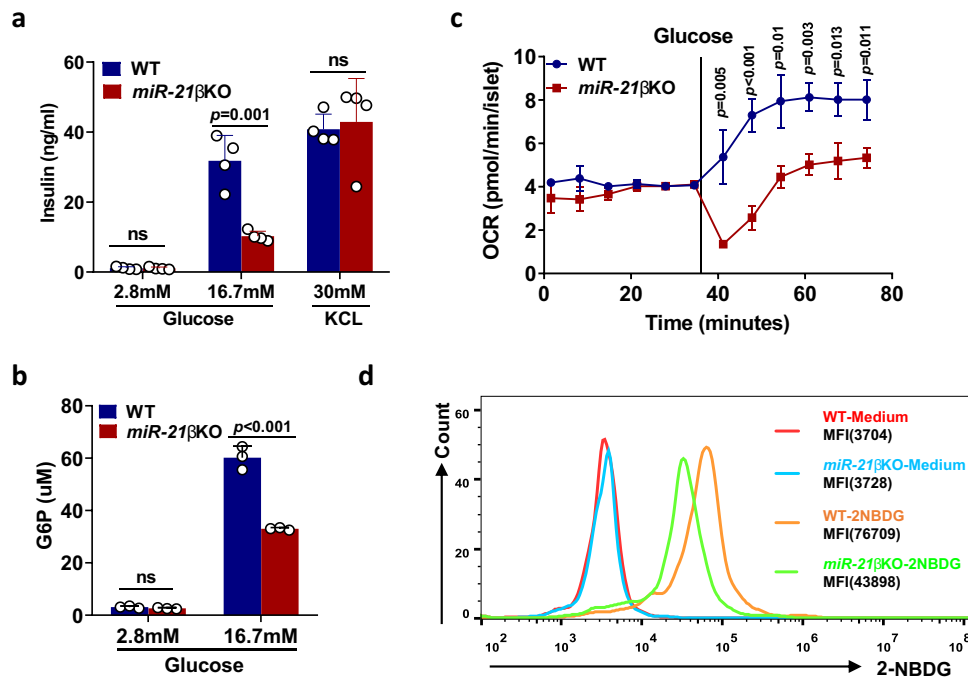 a
WT
miR-21βKO
ns
p=0.001
ns
Insulin (ng/ml)
60
40
20
0
2.8mM 16.7mM 30mM
Glucose KCL
b
WT
miR-21βKO
p<0.001
ns
G6P (uM)
80
60
40
20
0
2.8mM 16.7mM
Glucose
c
Glucose
WT
miR-21βKO
p=0.005
p<0.001
p=0.01
p=0.003
p=0.013
p=0.011
OCR (pmol/min/islet)
10
8
6
4
2
0
0 20 40 60 80 100
Time (minutes)
d
Count
60
40
20
0
WT-Medium
MFI(3704)
miR-21βKO-Medium
MFI(3728)
WT-2NBDG
MFI(76709)
miR-21βKO-2NBDG
MFI(43898)
10² 10³ 10⁴ 10⁵ 10⁶ 10⁷ 10⁸
2-NBDG